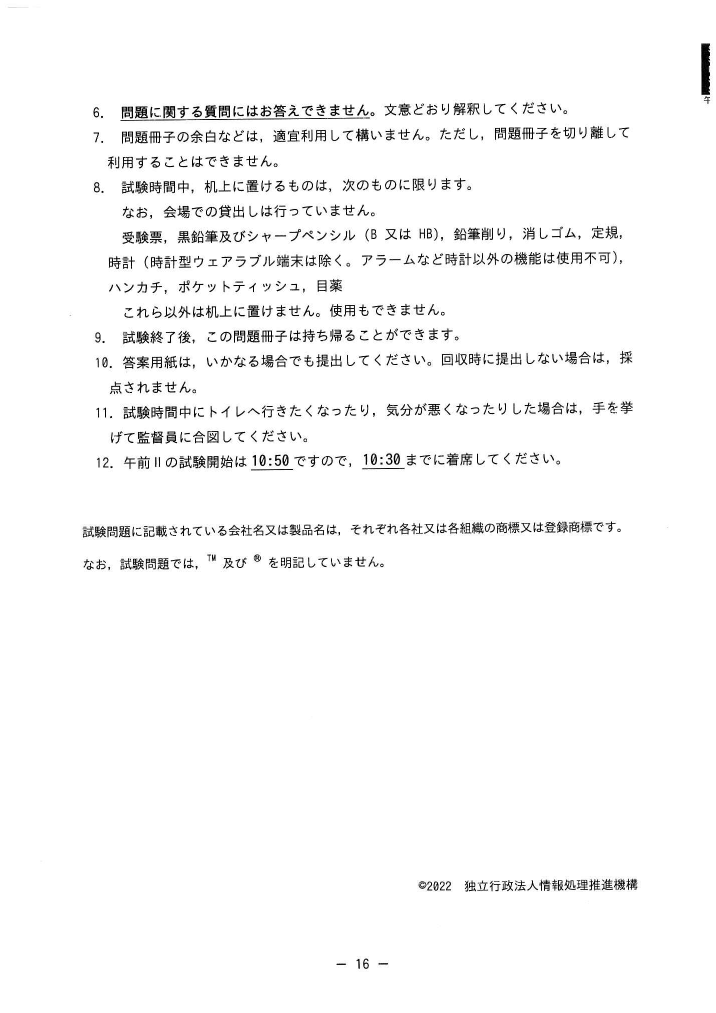 6. 問題に関する質問にはお答えできません。文意どおり解釈してください。
7. 問題冊子の余白などは，適宜利用して構いません。ただし，問題冊子を切り離して
利用することはできません。
8. 試験時間中，机上に置けるものは，次のものに限ります。
なお，会場での貸出しは行っていません。
受験票，黒鉛筆及びシャープペンシル（B 又は HB），鉛筆削り，消しゴム，定規，
時計（時計型ウェアラブル端末は除く。アラームなど時計以外の機能は使用不可），
ハンカチ，ポケットティッシュ，目薬
これら以外は机上に置けません。使用もできません。
9. 試験終了後，この問題冊子は持ち帰ることができます。
10. 答案用紙は，いかなる場合でも提出してください。回収時に提出しない場合は，採
点されません。
11. 試験時間中にトイレへ行きたくなったり，気分が悪くなったりした場合は，手を挙
げて監督員に合図してください。
12. 午前Ⅱの試験開始は 10:50 ですので，10:30 までに着席してください。
試験問題に記載されている会社名又は製品名は，それぞれ各社又は各組織の商標又は登録商標です。
なお，試験問題では，™ 及び ® を明記していません。
©2022 独立行政法人情報処理推進機構
― 16 ―